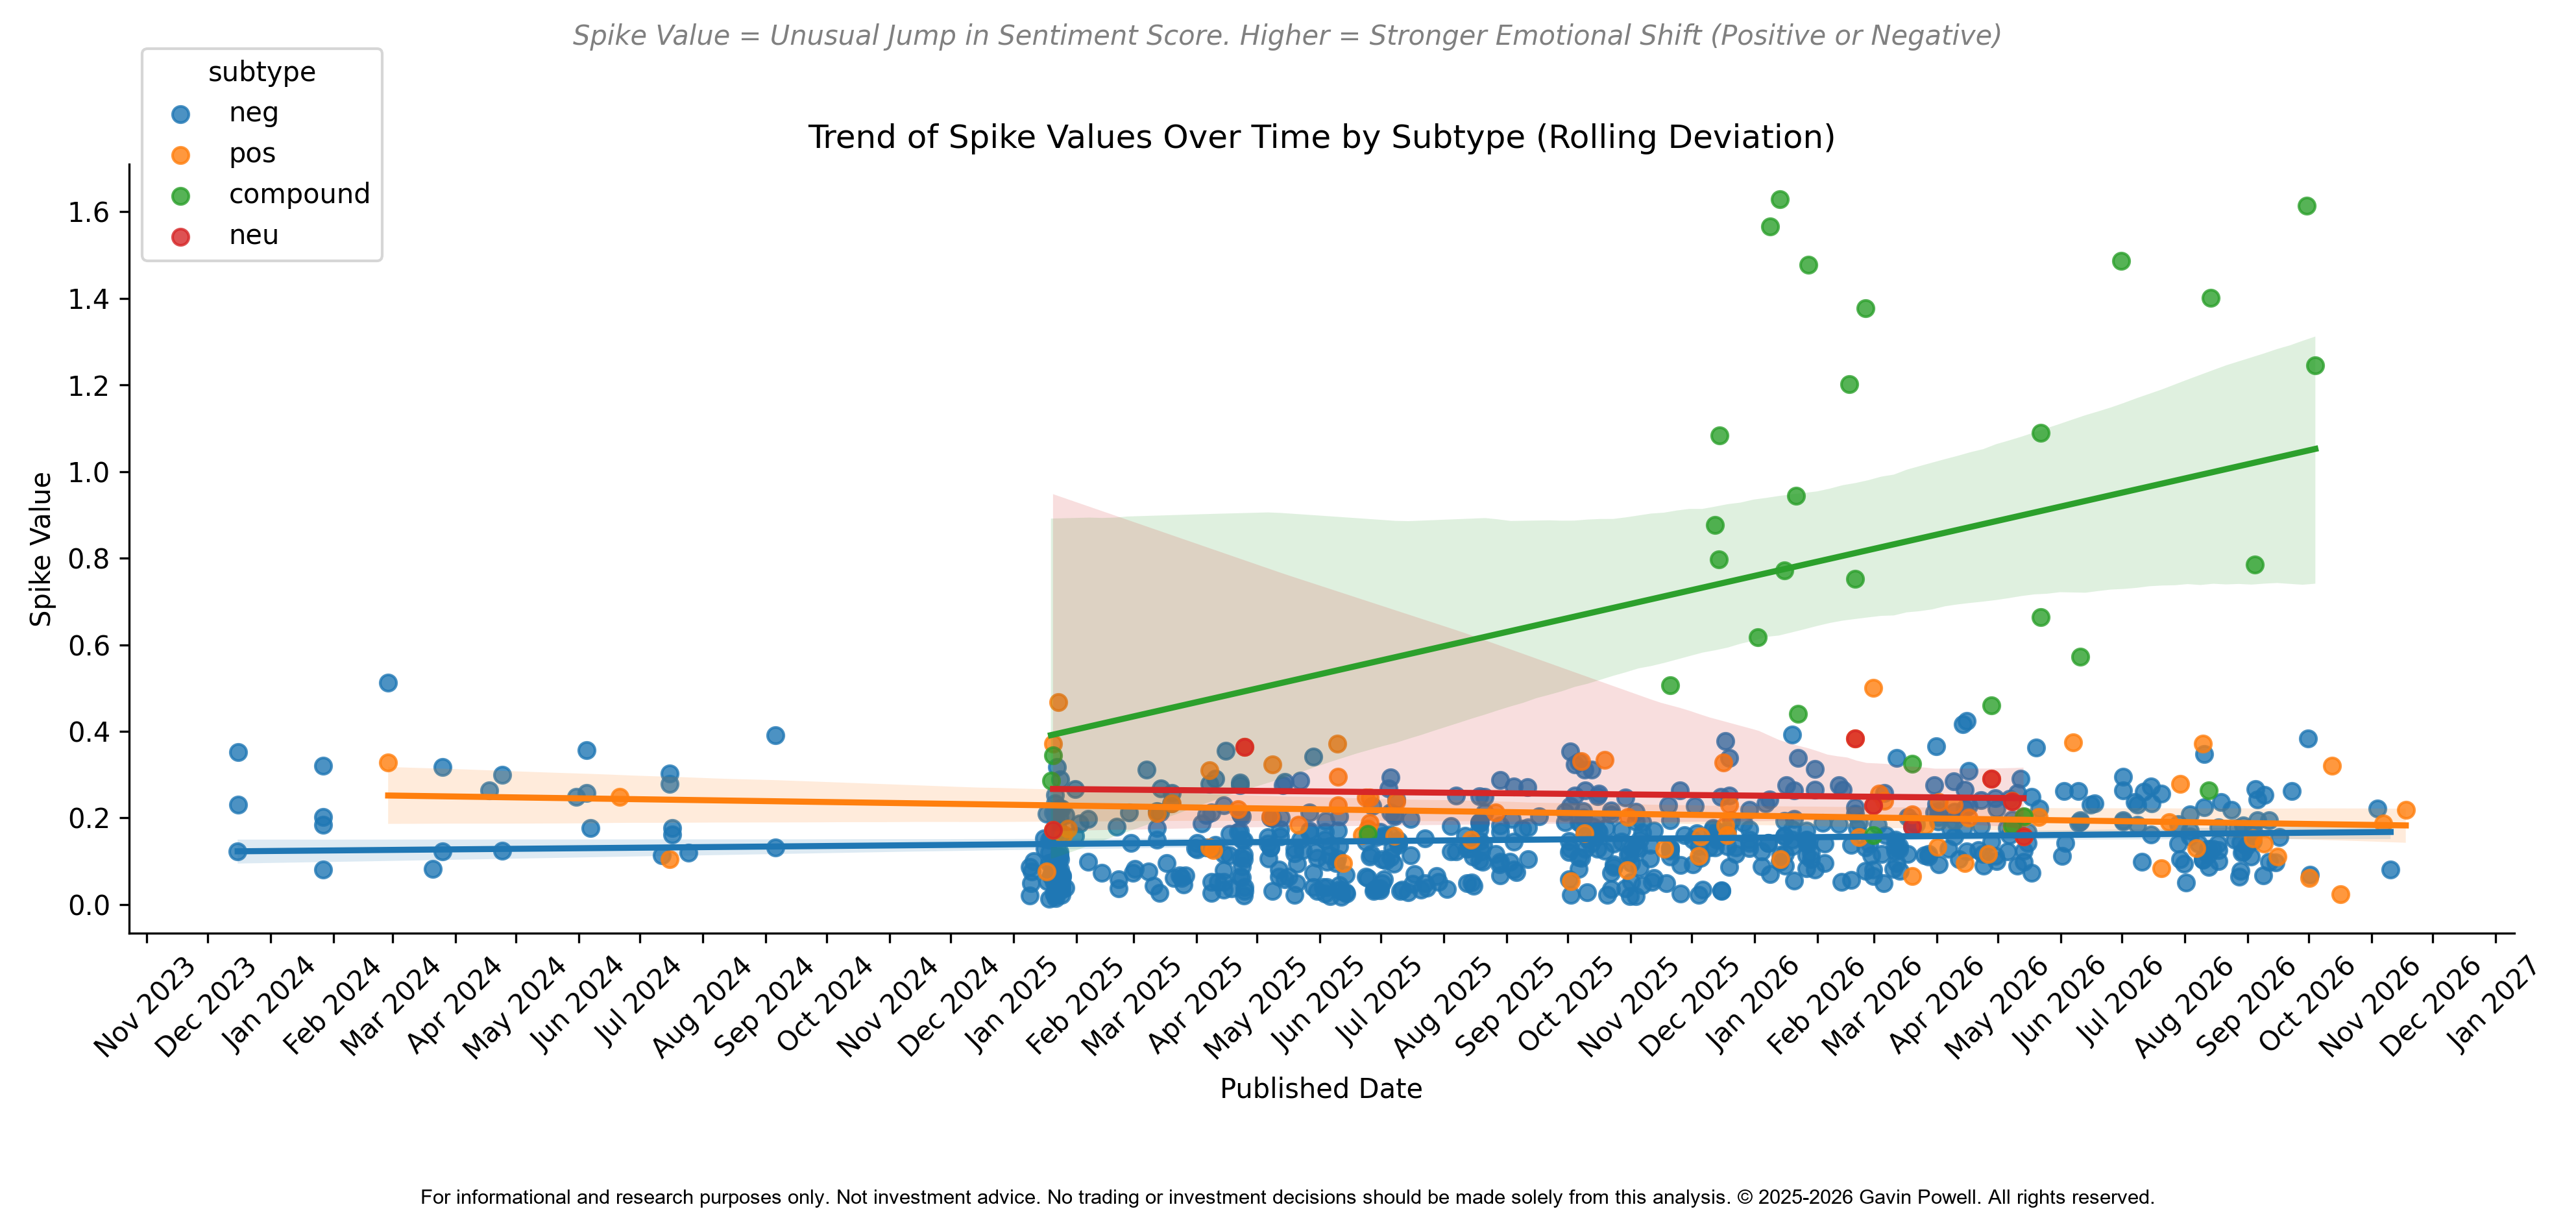 Spike Value = Unusual Jump in Sentiment Score. Higher = Stronger Emotional Shift (Positive or Negative)
subtype
neg
pos
compound
neu
Trend of Spike Values Over Time by Subtype (Rolling Deviation)
Spike Value
1.6
1.4
1.2
1.0
0.8
0.6
0.4
0.2
0.0
Nov 2023
Dec 2023
Jan 2024
Feb 2024
Mar 2024
Apr 2024
May 2024
Jun 2024
Jul 2024
Aug 2024
Sep 2024
Oct 2024
Nov 2024
Dec 2024
Jan 2025
Feb 2025
Mar 2025
Apr 2025
May 2025
Jun 2025
Jul 2025
Aug 2025
Sep 2025
Oct 2025
Nov 2025
Dec 2025
Jan 2026
Feb 2026
Mar 2026
Apr 2026
May 2026
Jun 2026
Jul 2026
Aug 2026
Sep 2026
Oct 2026
Nov 2026
Dec 2026
Jan 2027
Published Date
For informational and research purposes only. Not investment advice. No trading or investment decisions should be made solely from this analysis. © 2025-2026 Gavin Powell. All rights reserved.